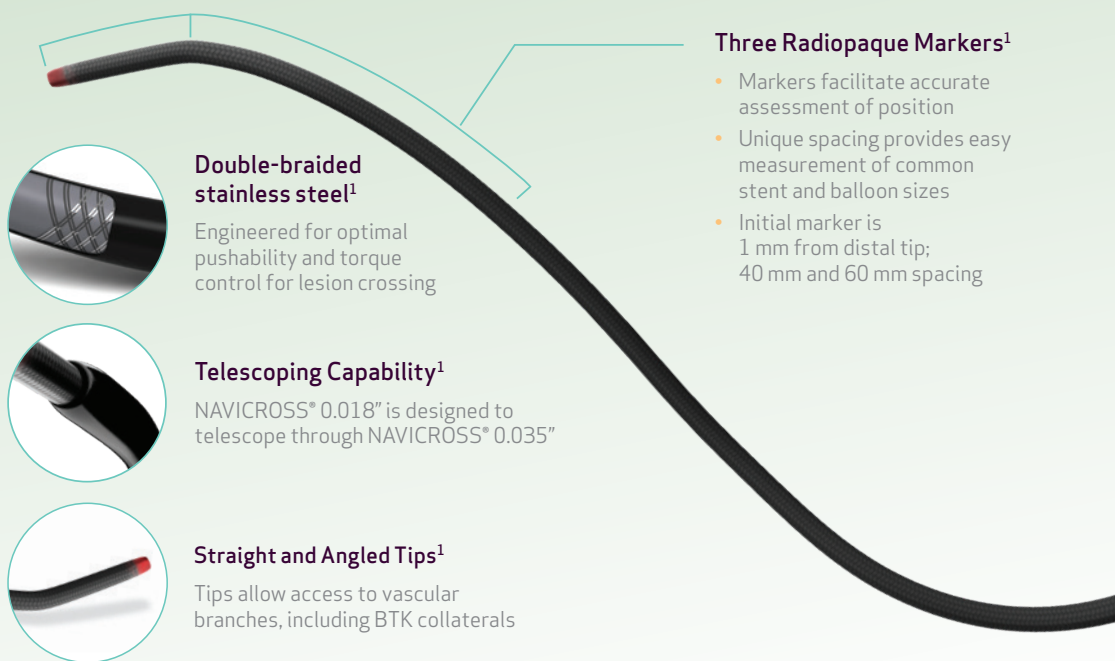 Three Radiopaque Markers¹
• Markers facilitate accurate
assessment of position
• Unique spacing provides easy
measurement of common
stent and balloon sizes
• Initial marker is
1 mm from distal tip;
40 mm and 60 mm spacing
Double-braided
stainless steel¹
Engineered for optimal
pushability and torque
control for lesion crossing
Telescoping Capability¹
NAVICROSS® 0.018” is designed to
telescope through NAVICROSS® 0.035”
Straight and Angled Tips¹
Tips allow access to vascular
branches, including BTK collaterals